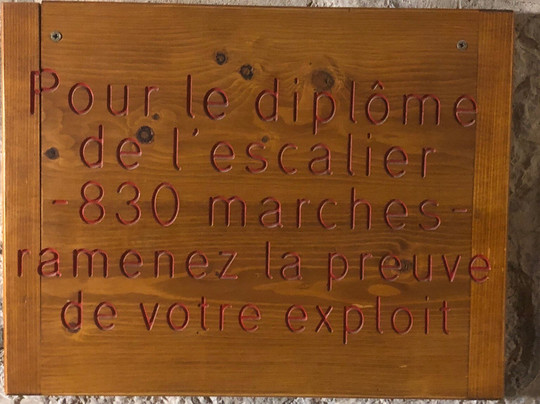 Pour le diplôme
de l'escalier
-830 marches-
ramenez la preuve
de votre exploit